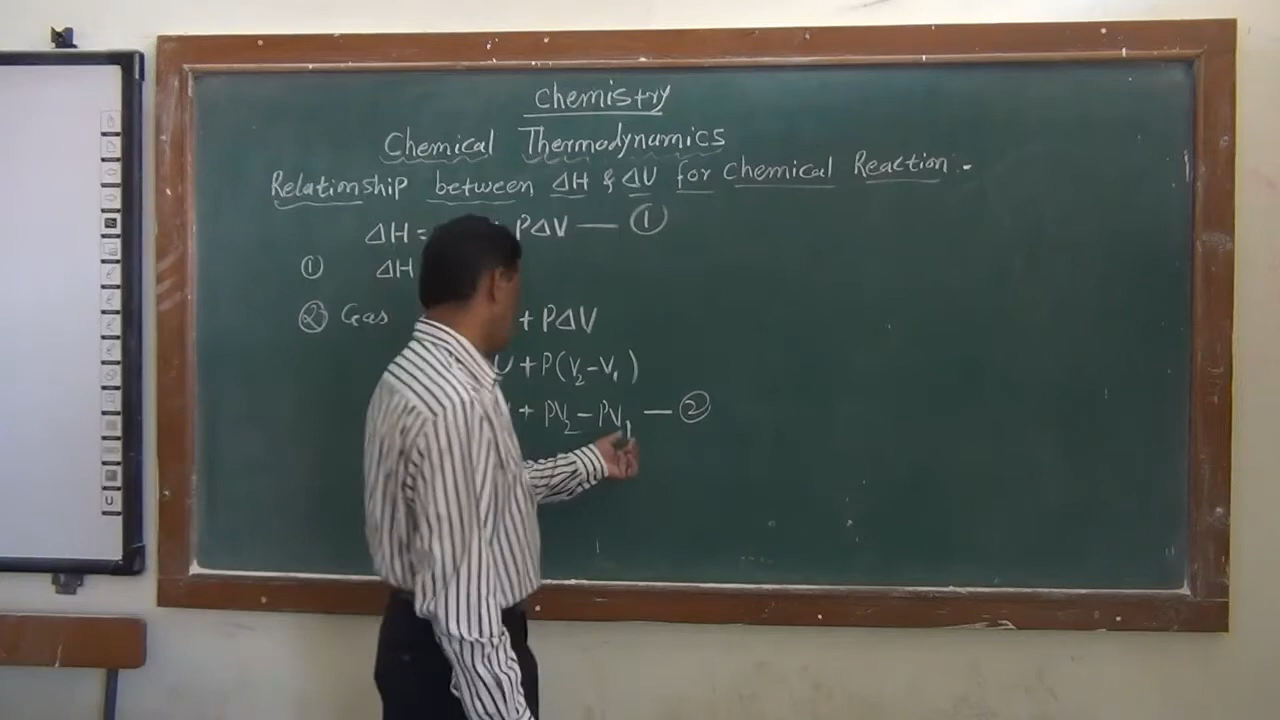 Chemistry
Chemical Thermodynamics
Relationship between ΔH & ΔU for Chemical Reaction.
ΔH = PΔV — ①
① ΔH
② Gas + PΔV
U + P(V₂ - V₁)
+ PV₂ - PV₁ — ②
U